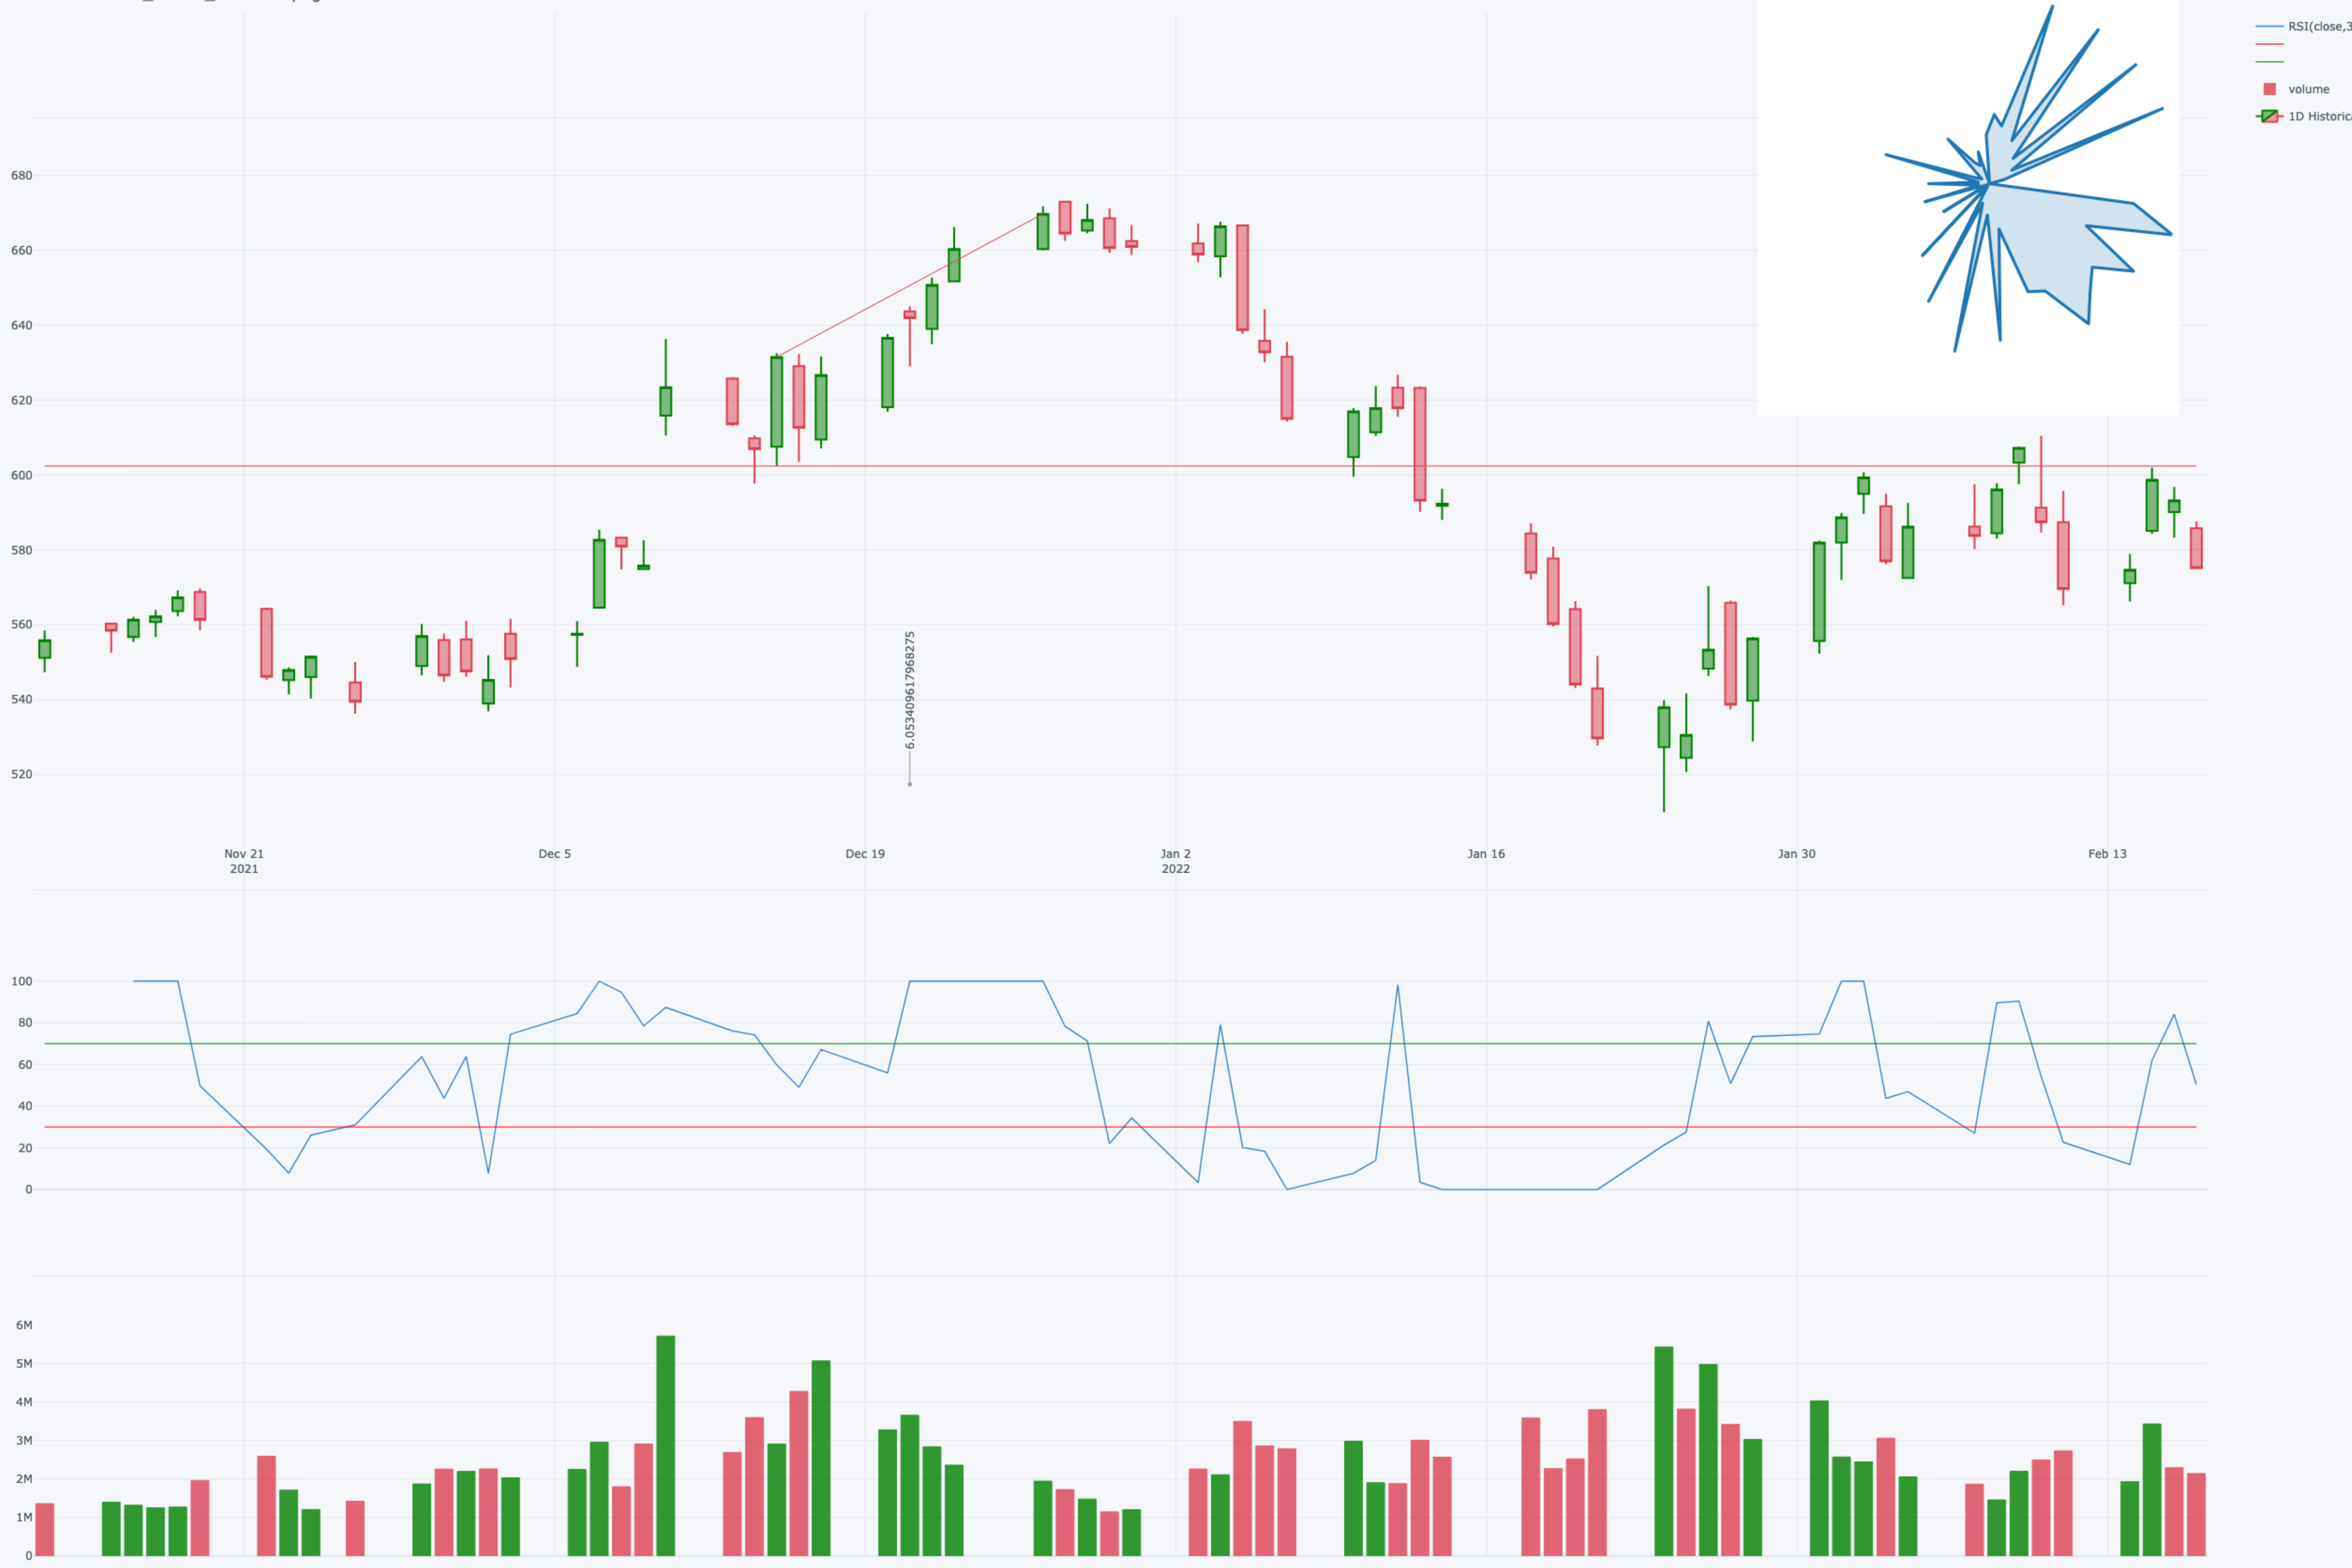 RSI(close,3
volume
1D Historica
680
660
640
620
600
580
560
540
520
6.053409617968275
Nov 21
2021
Dec 5
Dec 19
Jan 2
2022
Jan 16
Jan 30
Feb 13
100
80
60
40
20
0
6M
5M
4M
3M
2M
1M
0